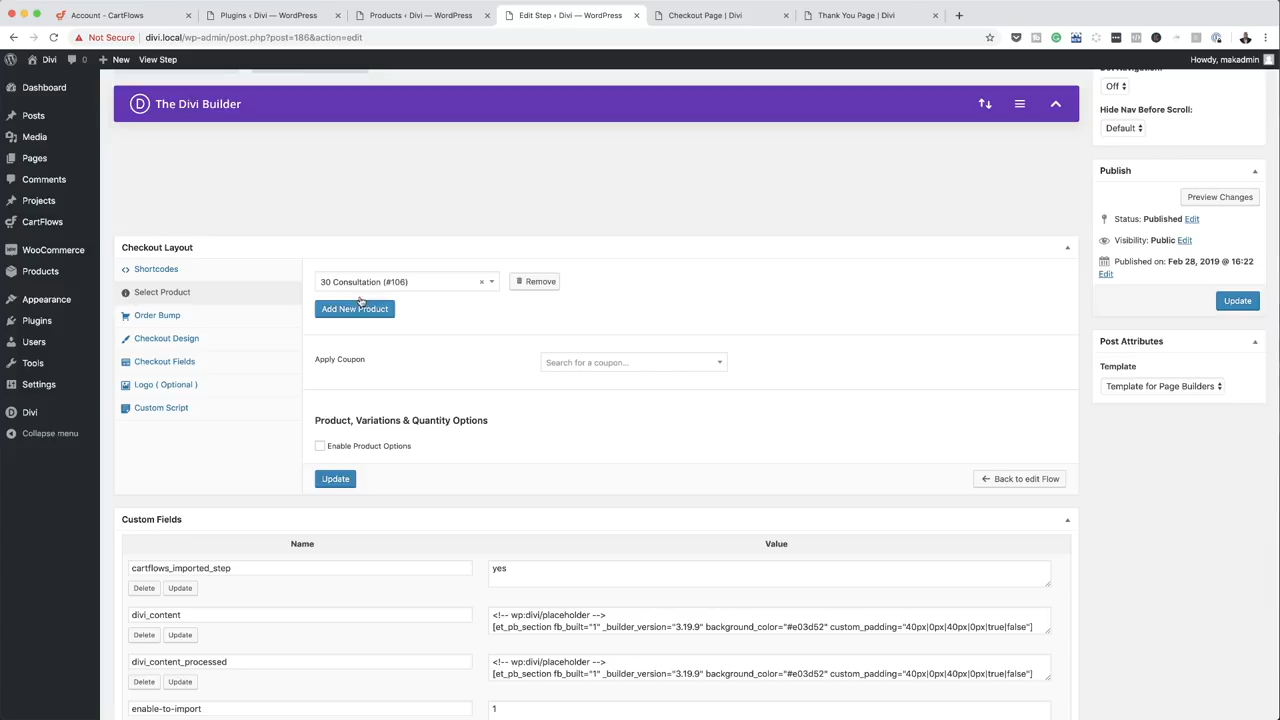 Account - CartFlows
Plugins ‹ Divi — WordPress
Products ‹ Divi — WordPress
Edit Step ‹ Divi — WordPress
Checkout Page | Divi
Thank You Page | Divi
Not Secure
divi.local/wp-admin/post.php?post=186&action=edit
Divi
0
New
View Step
Howdy, makadmin
Dashboard
Posts
Media
Pages
Comments
Projects
CartFlows
WooCommerce
Products
Appearance
Plugins
Users
Tools
Settings
Divi
Collapse menu
D The Divi Builder
Checkout Layout
Shortcodes
Select Product
Order Bump
Checkout Design
Checkout Fields
Logo ( Optional )
Custom Script
30 Consultation (#106)
Remove
Add New Product
Apply Coupon
Search for a coupon...
Product, Variations & Quantity Options
Enable Product Options
Update
Back to edit Flow
Custom Fields
Name
Value
cartflows_imported_step
yes
Delete
Update
divi_content
<!-- wp:divi/placeholder -->
[et_pb_section fb_built="1" _builder_version="3.19.9" background_color="#e03d52" custom_padding="40px|0px|40px|0px|true|false"]
Delete
Update
divi_content_processed
<!-- wp:divi/placeholder -->
[et_pb_section fb_built="1" _builder_version="3.19.9" background_color="#e03d52" custom_padding="40px|0px|40px|0px|true|false"]
Delete
Update
enable-to-import
1
Off
Hide Nav Before Scroll:
Default
Publish
Preview Changes
Status: Published Edit
Visibility: Public Edit
Published on: Feb 28, 2019 @ 16:22
Edit
Update
Post Attributes
Template
Template for Page Builders